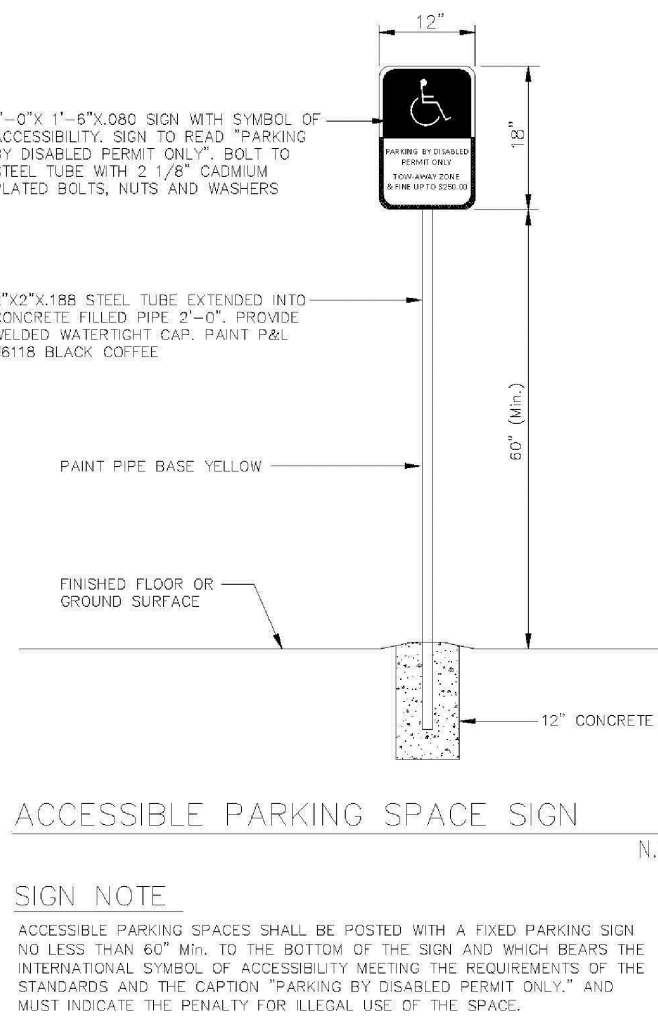 12"
'-0"X 1'-6"X.080 SIGN WITH SYMBOL OF
ACCESSIBILITY. SIGN TO READ "PARKING
BY DISABLED PERMIT ONLY". BOLT TO
STEEL TUBE WITH 2 1/8" CADMIUM
PLATED BOLTS, NUTS AND WASHERS
18"
PARKING BY DISABLED
PERMIT ONLY
TOW-AWAY ZONE
& FINE UP TO $250.00
"X2"X.188 STEEL TUBE EXTENDED INTO
CONCRETE FILLED PIPE 2'-0". PROVIDE
WELDED WATERTIGHT CAP. PAINT P&L
#6118 BLACK COFFEE
60" (Min.)
PAINT PIPE BASE YELLOW
FINISHED FLOOR OR
GROUND SURFACE
12" CONCRETE
ACCESSIBLE PARKING SPACE SIGN
N.
SIGN NOTE
ACCESSIBLE PARKING SPACES SHALL BE POSTED WITH A FIXED PARKING SIGN
NO LESS THAN 60" Min. TO THE BOTTOM OF THE SIGN AND WHICH BEARS THE
INTERNATIONAL SYMBOL OF ACCESSIBILITY MEETING THE REQUIREMENTS OF THE
STANDARDS AND THE CAPTION "PARKING BY DISABLED PERMIT ONLY." AND
MUST INDICATE THE PENALTY FOR ILLEGAL USE OF THE SPACE.